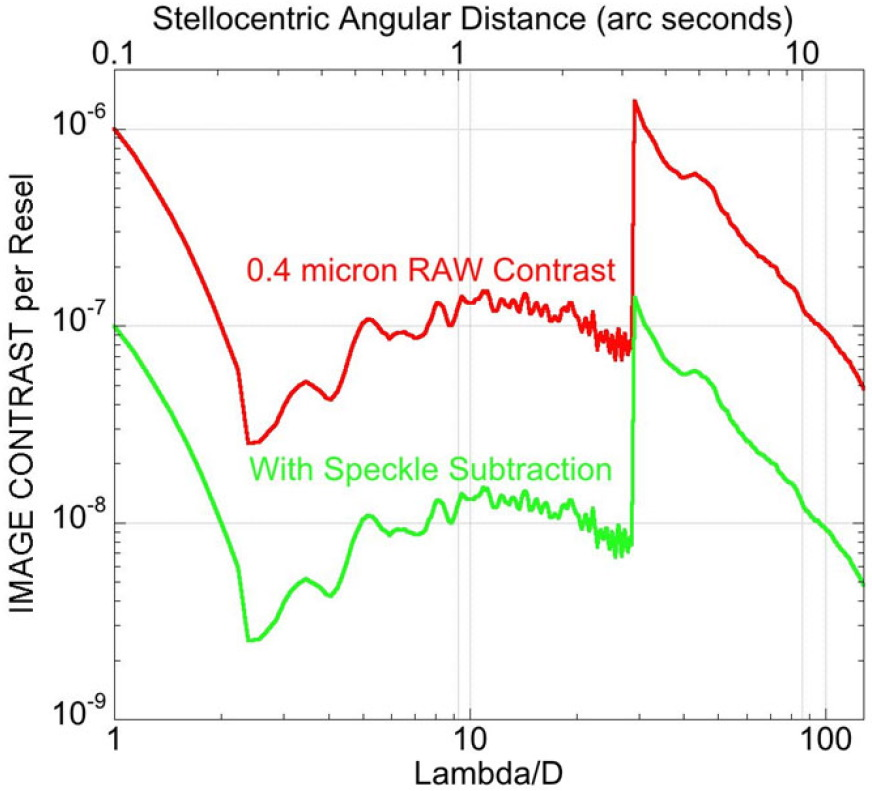 Stellocentric Angular Distance (arc seconds)
0.1 1 10
IMAGE CONTRAST per Resel
10-6
0.4 micron RAW Contrast
10-7
With Speckle Subtraction
10-8
10-9
1 10 100
Lambda/D